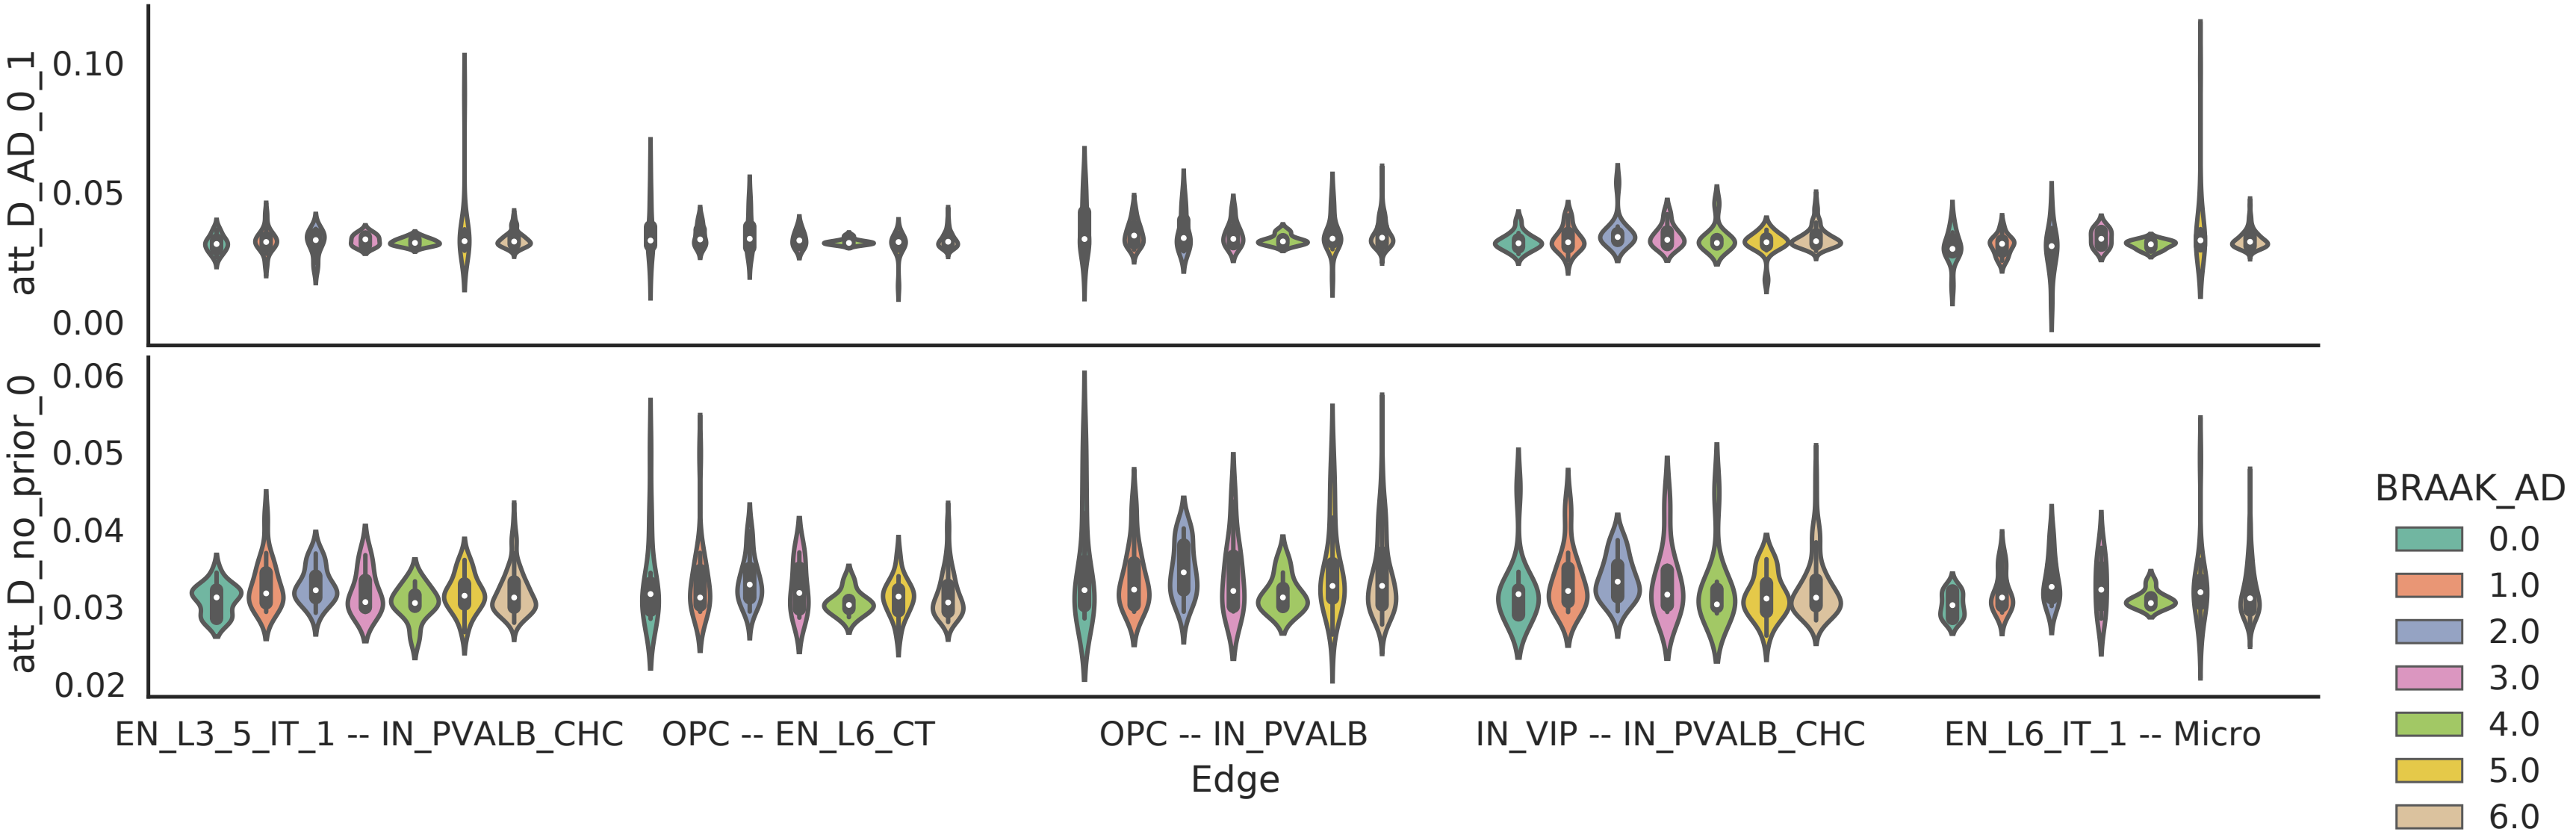 att_D_AD_0_1
0.10
0.05
0.00
att_D_no_prior_0
0.06
0.05
0.04
0.03
0.02
EN_L3_5_IT_1 -- IN_PVALB_CHC
OPC -- EN_L6_CT
OPC -- IN_PVALB
IN_VIP -- IN_PVALB_CHC
EN_L6_IT_1 -- Micro
Edge
BRAAK_AD
0.0
1.0
2.0
3.0
4.0
5.0
6.0